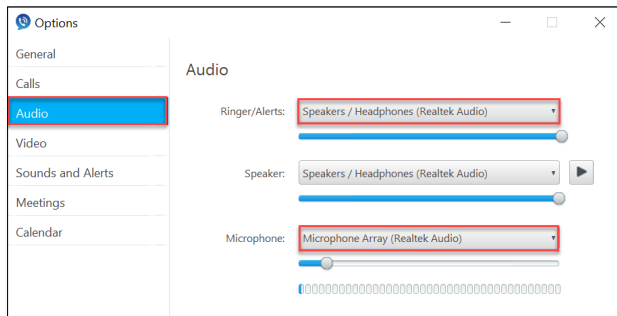 Options
General
Calls
Audio
Video
Sounds and Alerts
Meetings
Calendar
Audio
Ringer/Alerts: Speakers / Headphones (Realtek Audio)
Speaker: Speakers / Headphones (Realtek Audio)
Microphone: Microphone Array (Realtek Audio)